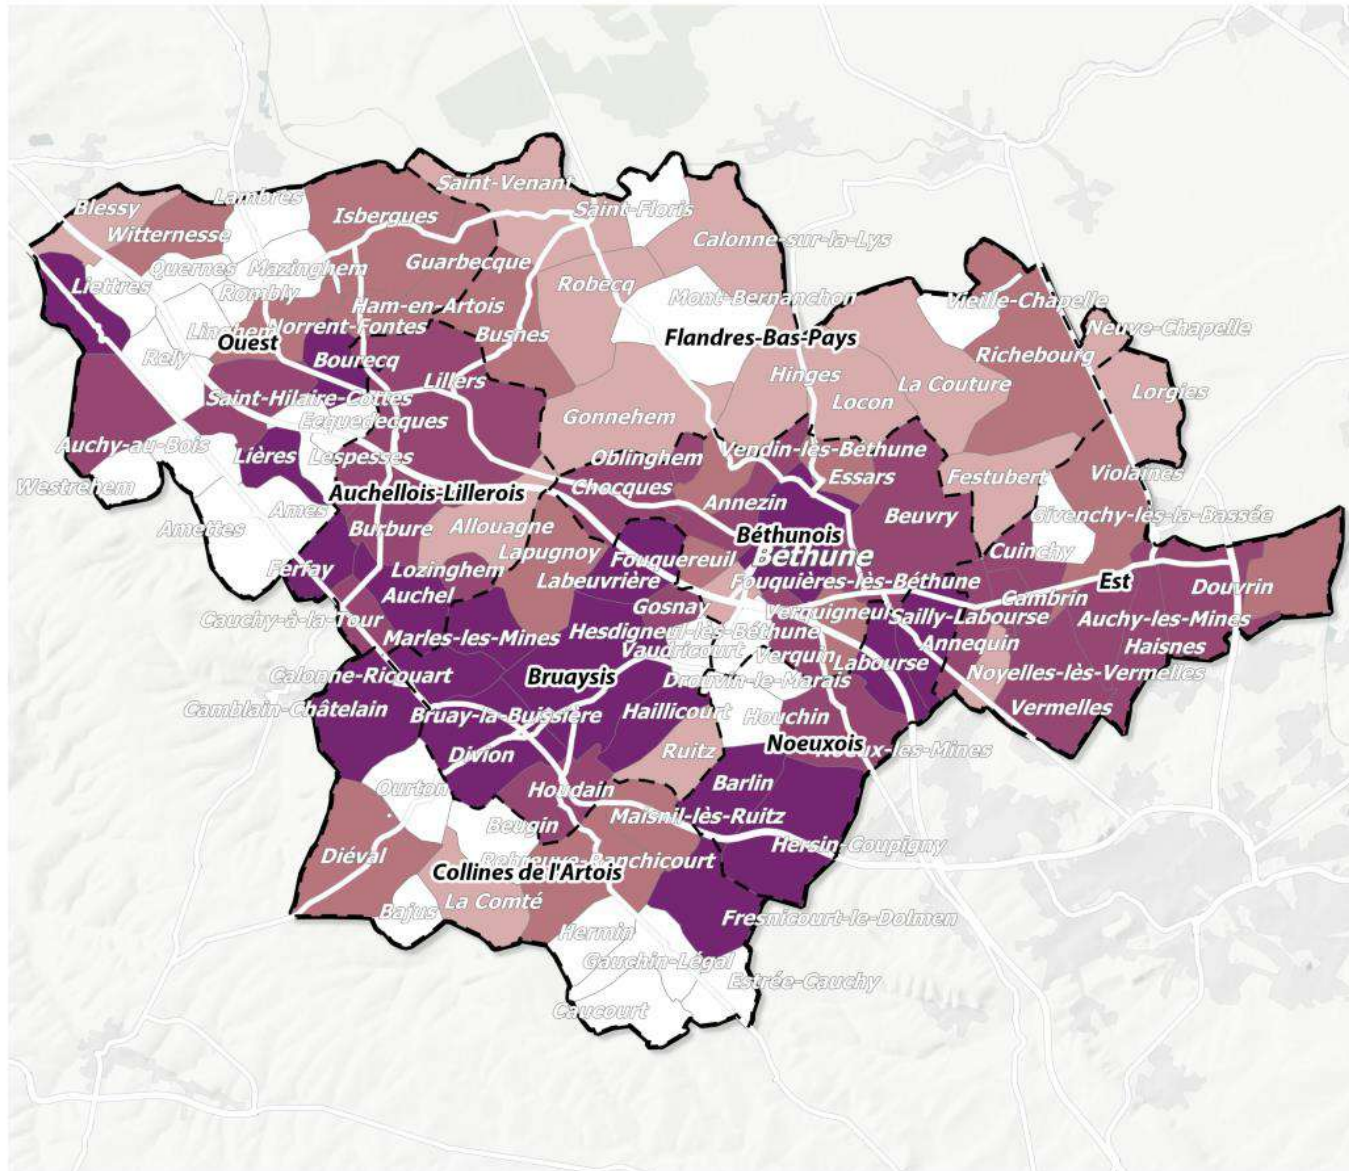 Saint-Venant
Lambres
Blessy
Isbergues
Saint-Floris
Witternesse
Calonne-sur-la-Lys
Guarbecque
Quernes
Mazinghem
Liettres
Robecq
Rombly
Mont-Bernanchon
Vieille-Chapelle
Ham-en-Artois
Linghem
Norrent-Fontes
Busnes
Neuve-Chapelle
Ouest
Flandres-Bas-Pays
Rely
Bourecq
Richebourg
Hinges
Lillers
La Couture
Lorgies
Saint-Hilaire-Cottes
Locon
Ecquedecques
Gonnehem
Auchy-au-Bois
Lières
Lespesses
Oblinghem
Vendin-lès-Béthune
Essars
Festubert
Violaines
Westrehem
Auchellois-Lillerois
Chocques
Annezin
Ames
Amettes
Burbure
Allouagne
Béthunois
Beuvry
Givenchy-lès-la-Bassée
Lapugnoy
Fouquereuil
Béthune
Cuinchy
Ferfay
Lozinghem
Labeuvrière
Fouquières-lès-Béthune
Est
Douvrin
Auchel
Cambrin
Cauchy-à-la-Tour
Gosnay
Verquigneul
Sailly-Labourse
Auchy-les-Mines
Marles-les-Mines
Hesdigneul-lès-Béthune
Annequin
Haisnes
Vaudricourt
Verquin
Labourse
Calonne-Ricouart
Bruaysis
Drouvin-le-Marais
Noyelles-lès-Vermelles
Camblain-Châtelain
Bruay-la-Buissière
Haillicourt
Houchin
Vermelles
Divion
Ruitz
Noeuxois
Noeux-les-Mines
Ourton
Houdain
Barlin
Beugin
Maisnil-lès-Ruitz
Hersin-Coupigny
Diéval
Rebreuve-Ranchicourt
Collines de l'Artois
Bajus
La Comté
Fresnicourt-le-Dolmen
Hermin
Gauchin-Légal
Estrée-Cauchy
Caucourt